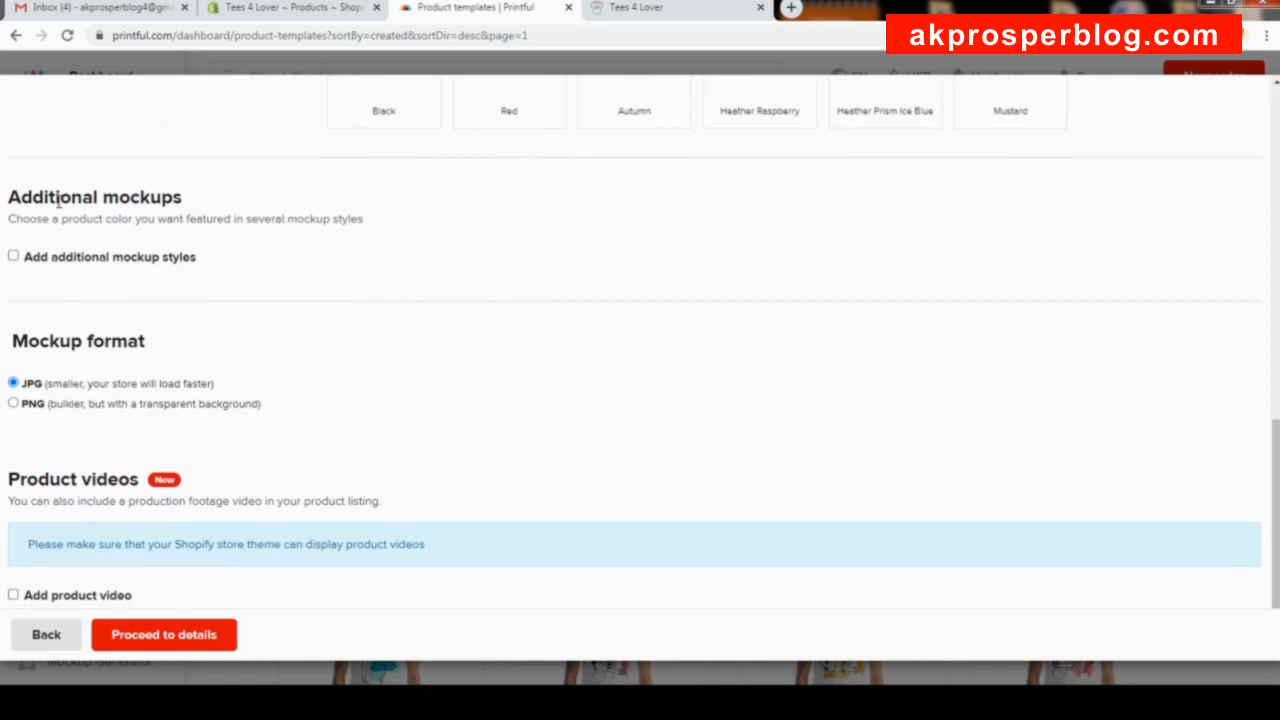 Inbox (4) - akprosperblog4@gm
Tees 4 Lover ~ Products ~ Shopi
Product templates | Printful
Tees 4 Lover
printful.com/dashboard/product-templates?sortBy=created&sortDir=desc&page=1
akprosperblog.com
Black
Red
Autumn
Heather Raspberry
Heather Prism Ice Blue
Mustard
Additional mockups
Choose a product color you want featured in several mockup styles
Add additional mockup styles
Mockup format
JPG (smaller, your store will load faster)
PNG (bulkier, but with a transparent background)
Product videos New
You can also include a production footage video in your product listing.
Please make sure that your Shopify store theme can display product videos
Add product video
Back
Proceed to details
Mockup Generator